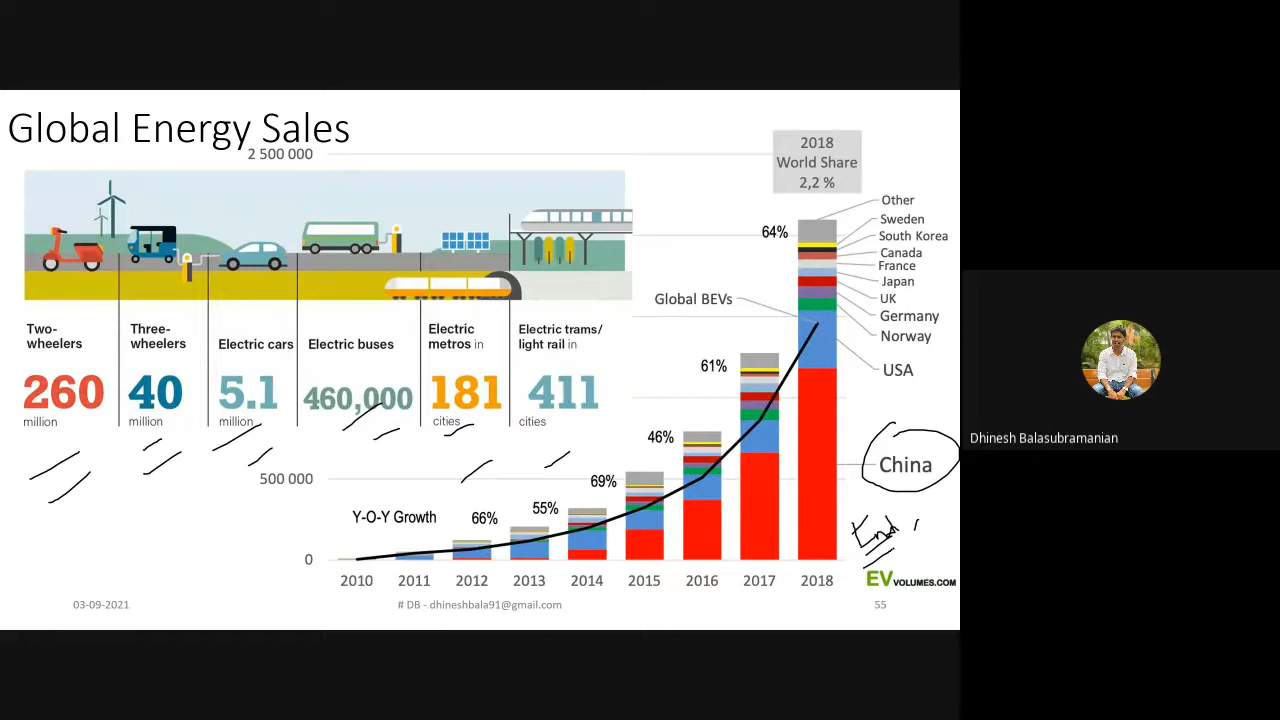 Global Energy Sales
2 500 000
2018
World Share
2,2 %
Other
Sweden
64%
South Korea
Canada
France
Japan
Global BEVs
UK
Germany
Norway
Two-
wheelers
260
million
Three-
wheelers
40
million
Electric cars
5.1
million
Electric buses
460,000
Electric
metros in
181
cities
Electric trams/
light rail in
411
cities
61%
USA
46%
China
69%
500 000
55%
Y-O-Y Growth
66%
0
2010 2011 2012 2013 2014 2015 2016 2017 2018
EVVOLUMES.COM
03-09-2021
# DB - dhineshbala91@gmail.com
55
Dhinesh Balasubramanian